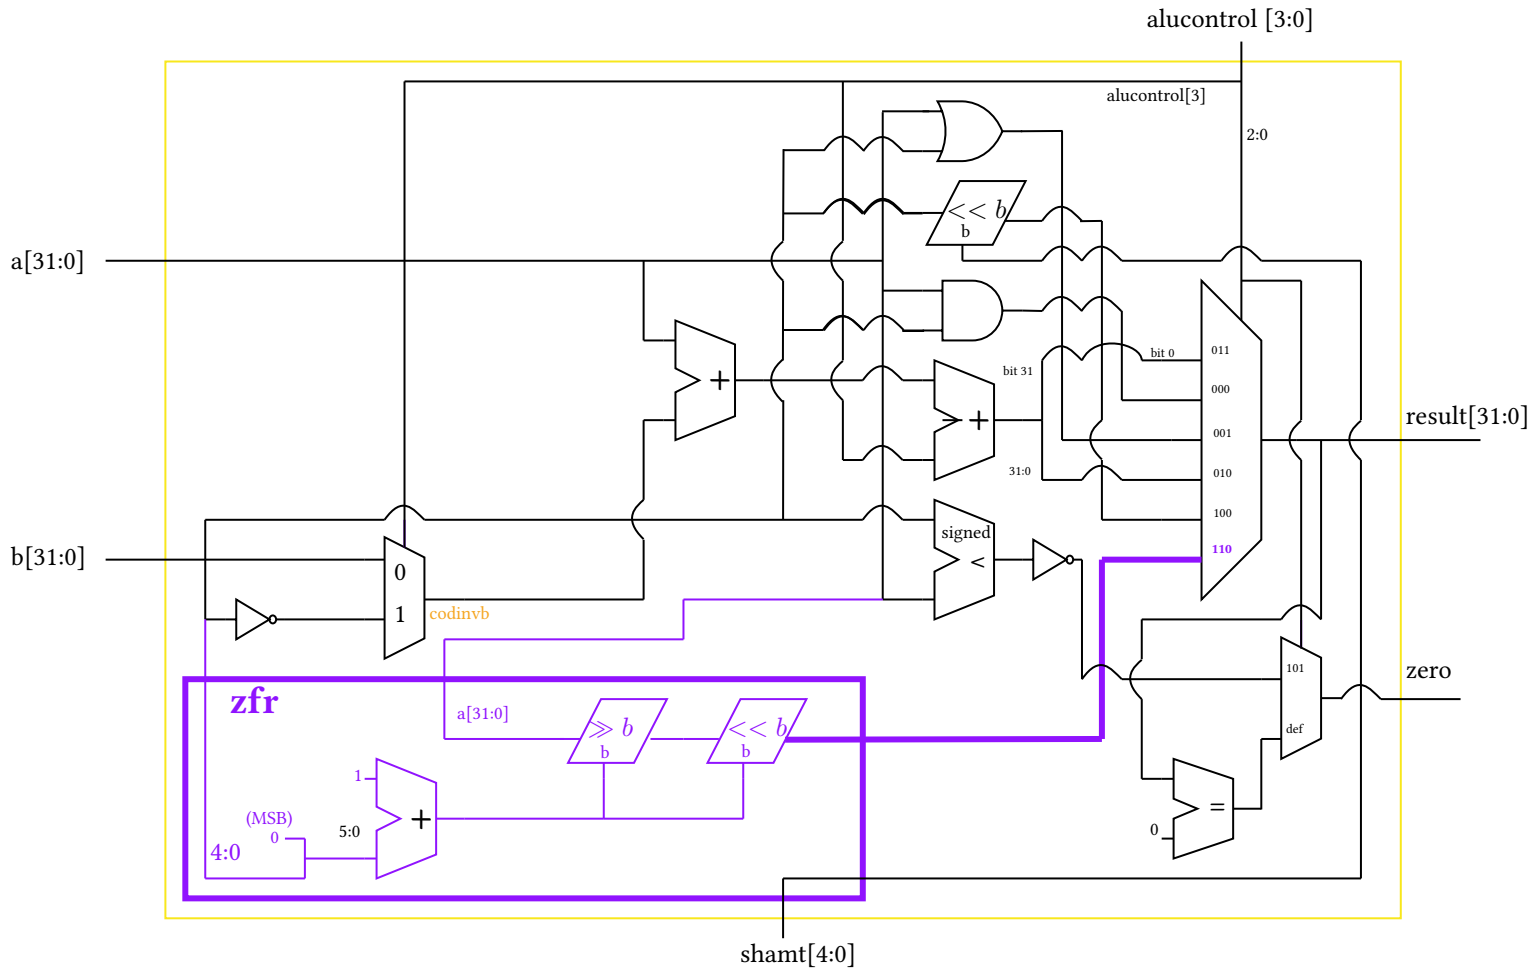 alucontrol [3:0]
alucontrol[3]
2:0
<< b
b
a[31:0]
bit 0
011
bit 31
000
+
+
result[31:0]
001
31:0
010
100
signed
<
110
b[31:0]
0
1
codinvb
101
zero
zfr
a[31:0]
≫ b
b
<< b
b
def
1
+
=
(MSB)
0
5:0
0
4:0
shamt[4:0]